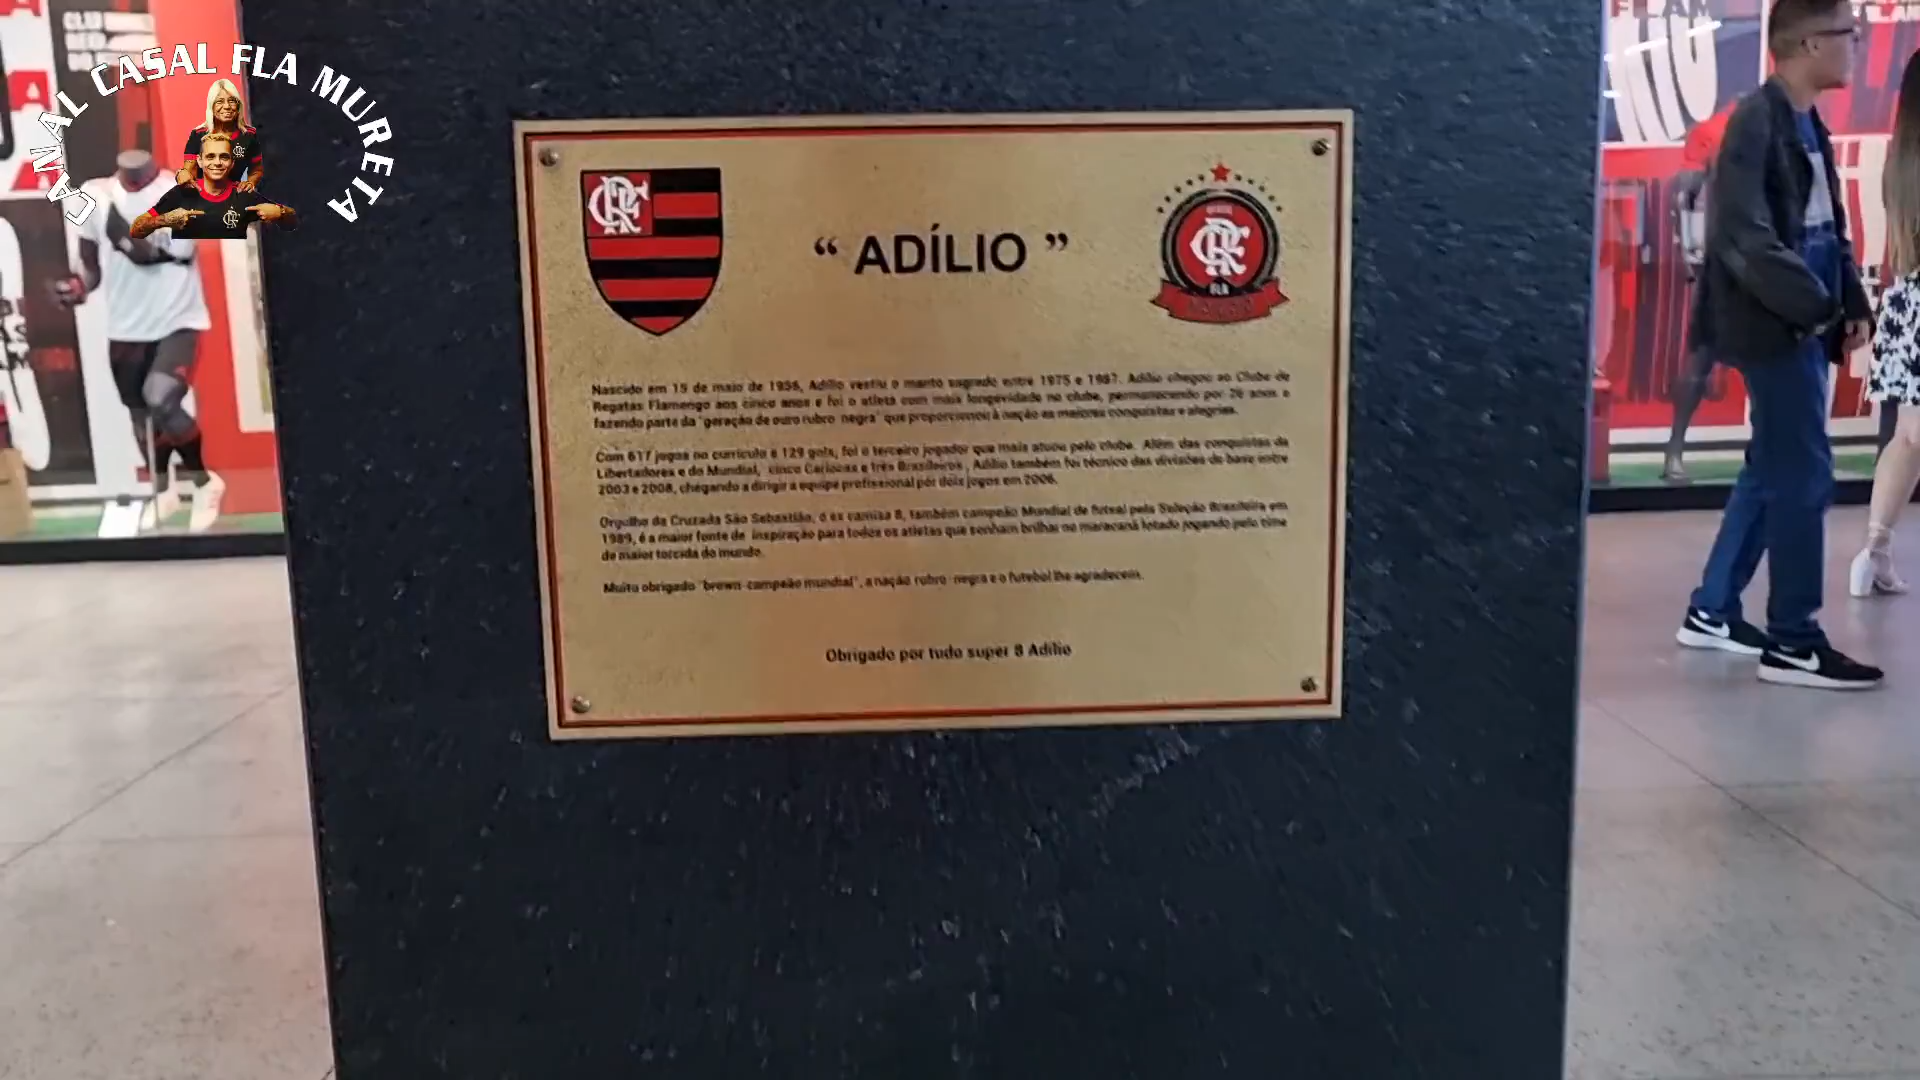 CANAL CASAL FLA MURETA
“ ADÍLIO ”
Nascido em 15 de maio de 1956, Adílio vestiu o manto sagrado entre 1975 e 1987. Adílio chegou ao Clube de
Regatas Flamengo aos cinco anos e foi o atleta com mais longevidade no clube, permanecendo por 26 anos e
fazendo parte da "geração de ouro rubro negra" que proporcionou à nação as maiores conquistas e alegrias.
Com 617 jogos no currículo e 129 gols, foi o terceiro jogador que mais atuou pelo clube. Além das conquistas da
Libertadores e do Mundial, cinco Cariocas e três Brasileiros, Adílio também foi técnico das divisões de base entre
2003 e 2008, chegando a dirigir a equipe profissional por dois jogos em 2006.
Orgulho da Cruzada São Sebastião, o ex camisa 8, também campeão Mundial de futsal pela Seleção Brasileira em
1989, é a maior fonte de inspiração para todos os atletas que sonham brilhar no maracanã lotado jogando pelo time
de maior torcida do mundo.
Muito obrigado "brown campeão mundial", a nação rubro negra e o futebol lhe agradecem.
Obrigado por tudo super 8 Adílio